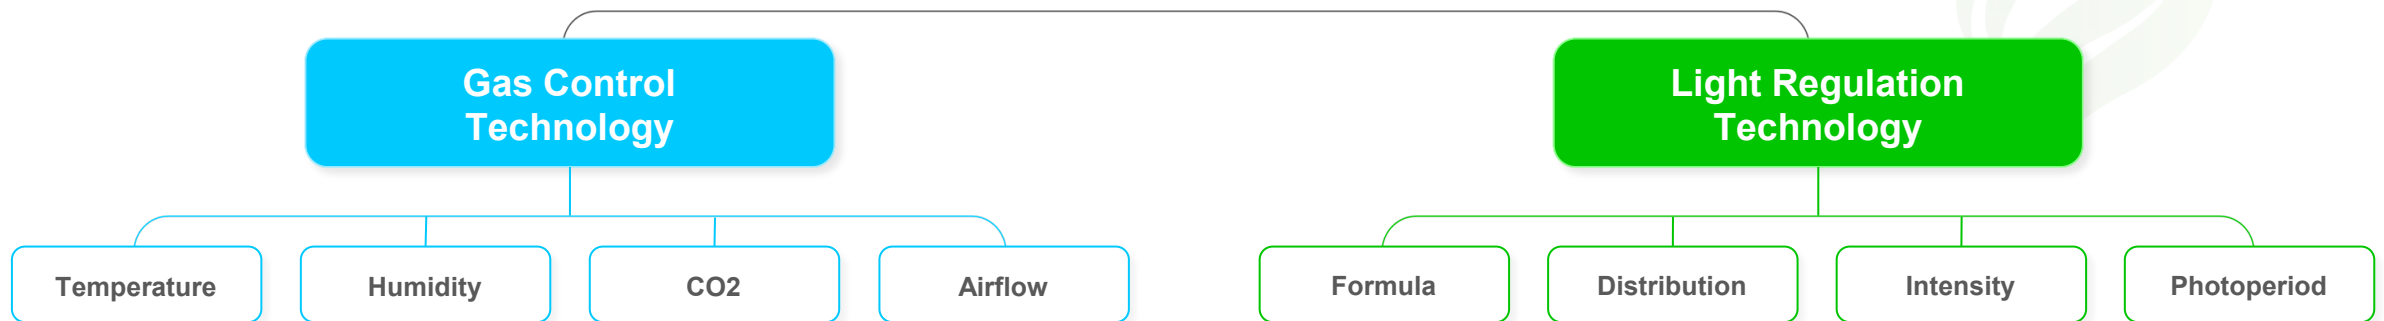 Gas Control
Technology
Light Regulation
Technology
Temperature
Humidity
CO2
Airflow
Formula
Distribution
Intensity
Photoperiod